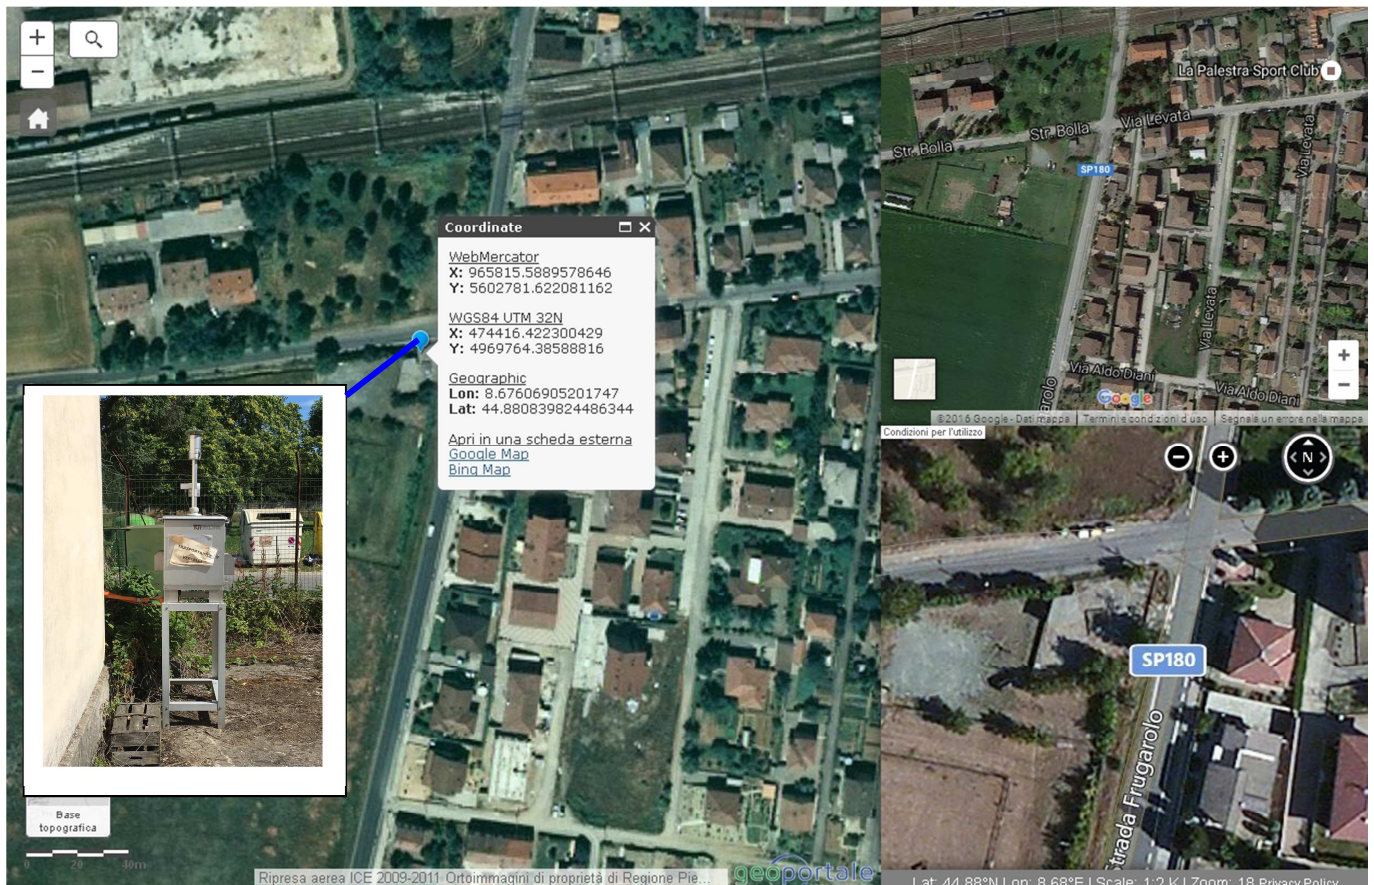 Coordinate
WebMercator
X: 965815.5889578646
Y: 5602781.622081162
WGS84 UTM 32N
X: 474416.422300429
Y: 4969764.38588816
Geographic
Lon: 8.67606905201747
Lat: 44.880839824486344
Apri in una scheda esterna
Google Map
Bing Map
Base
topografica
0 20 40m
Ripresa aerea ICE 2009-2011 Ortoimmagini di proprietà di Regione Pie...
geoportale
La Palestra Sport Club
Str. Bolla
Str. Bolla
Via Levata
Via Levata
SP180
Via Levata
Via Aldo Diani
Via Aldo Diani
arolo
Google
©2016 Google - Dati mappa
Termini e condizioni d'uso
Segnala un errore nella mappa
Condizioni per l'utilizzo
N
SP180
Strada Frugarolo
Lat: 44.88°N Lon: 8.68°E | Scale: 1:2 K | Zoom: 18 Privacy Policy